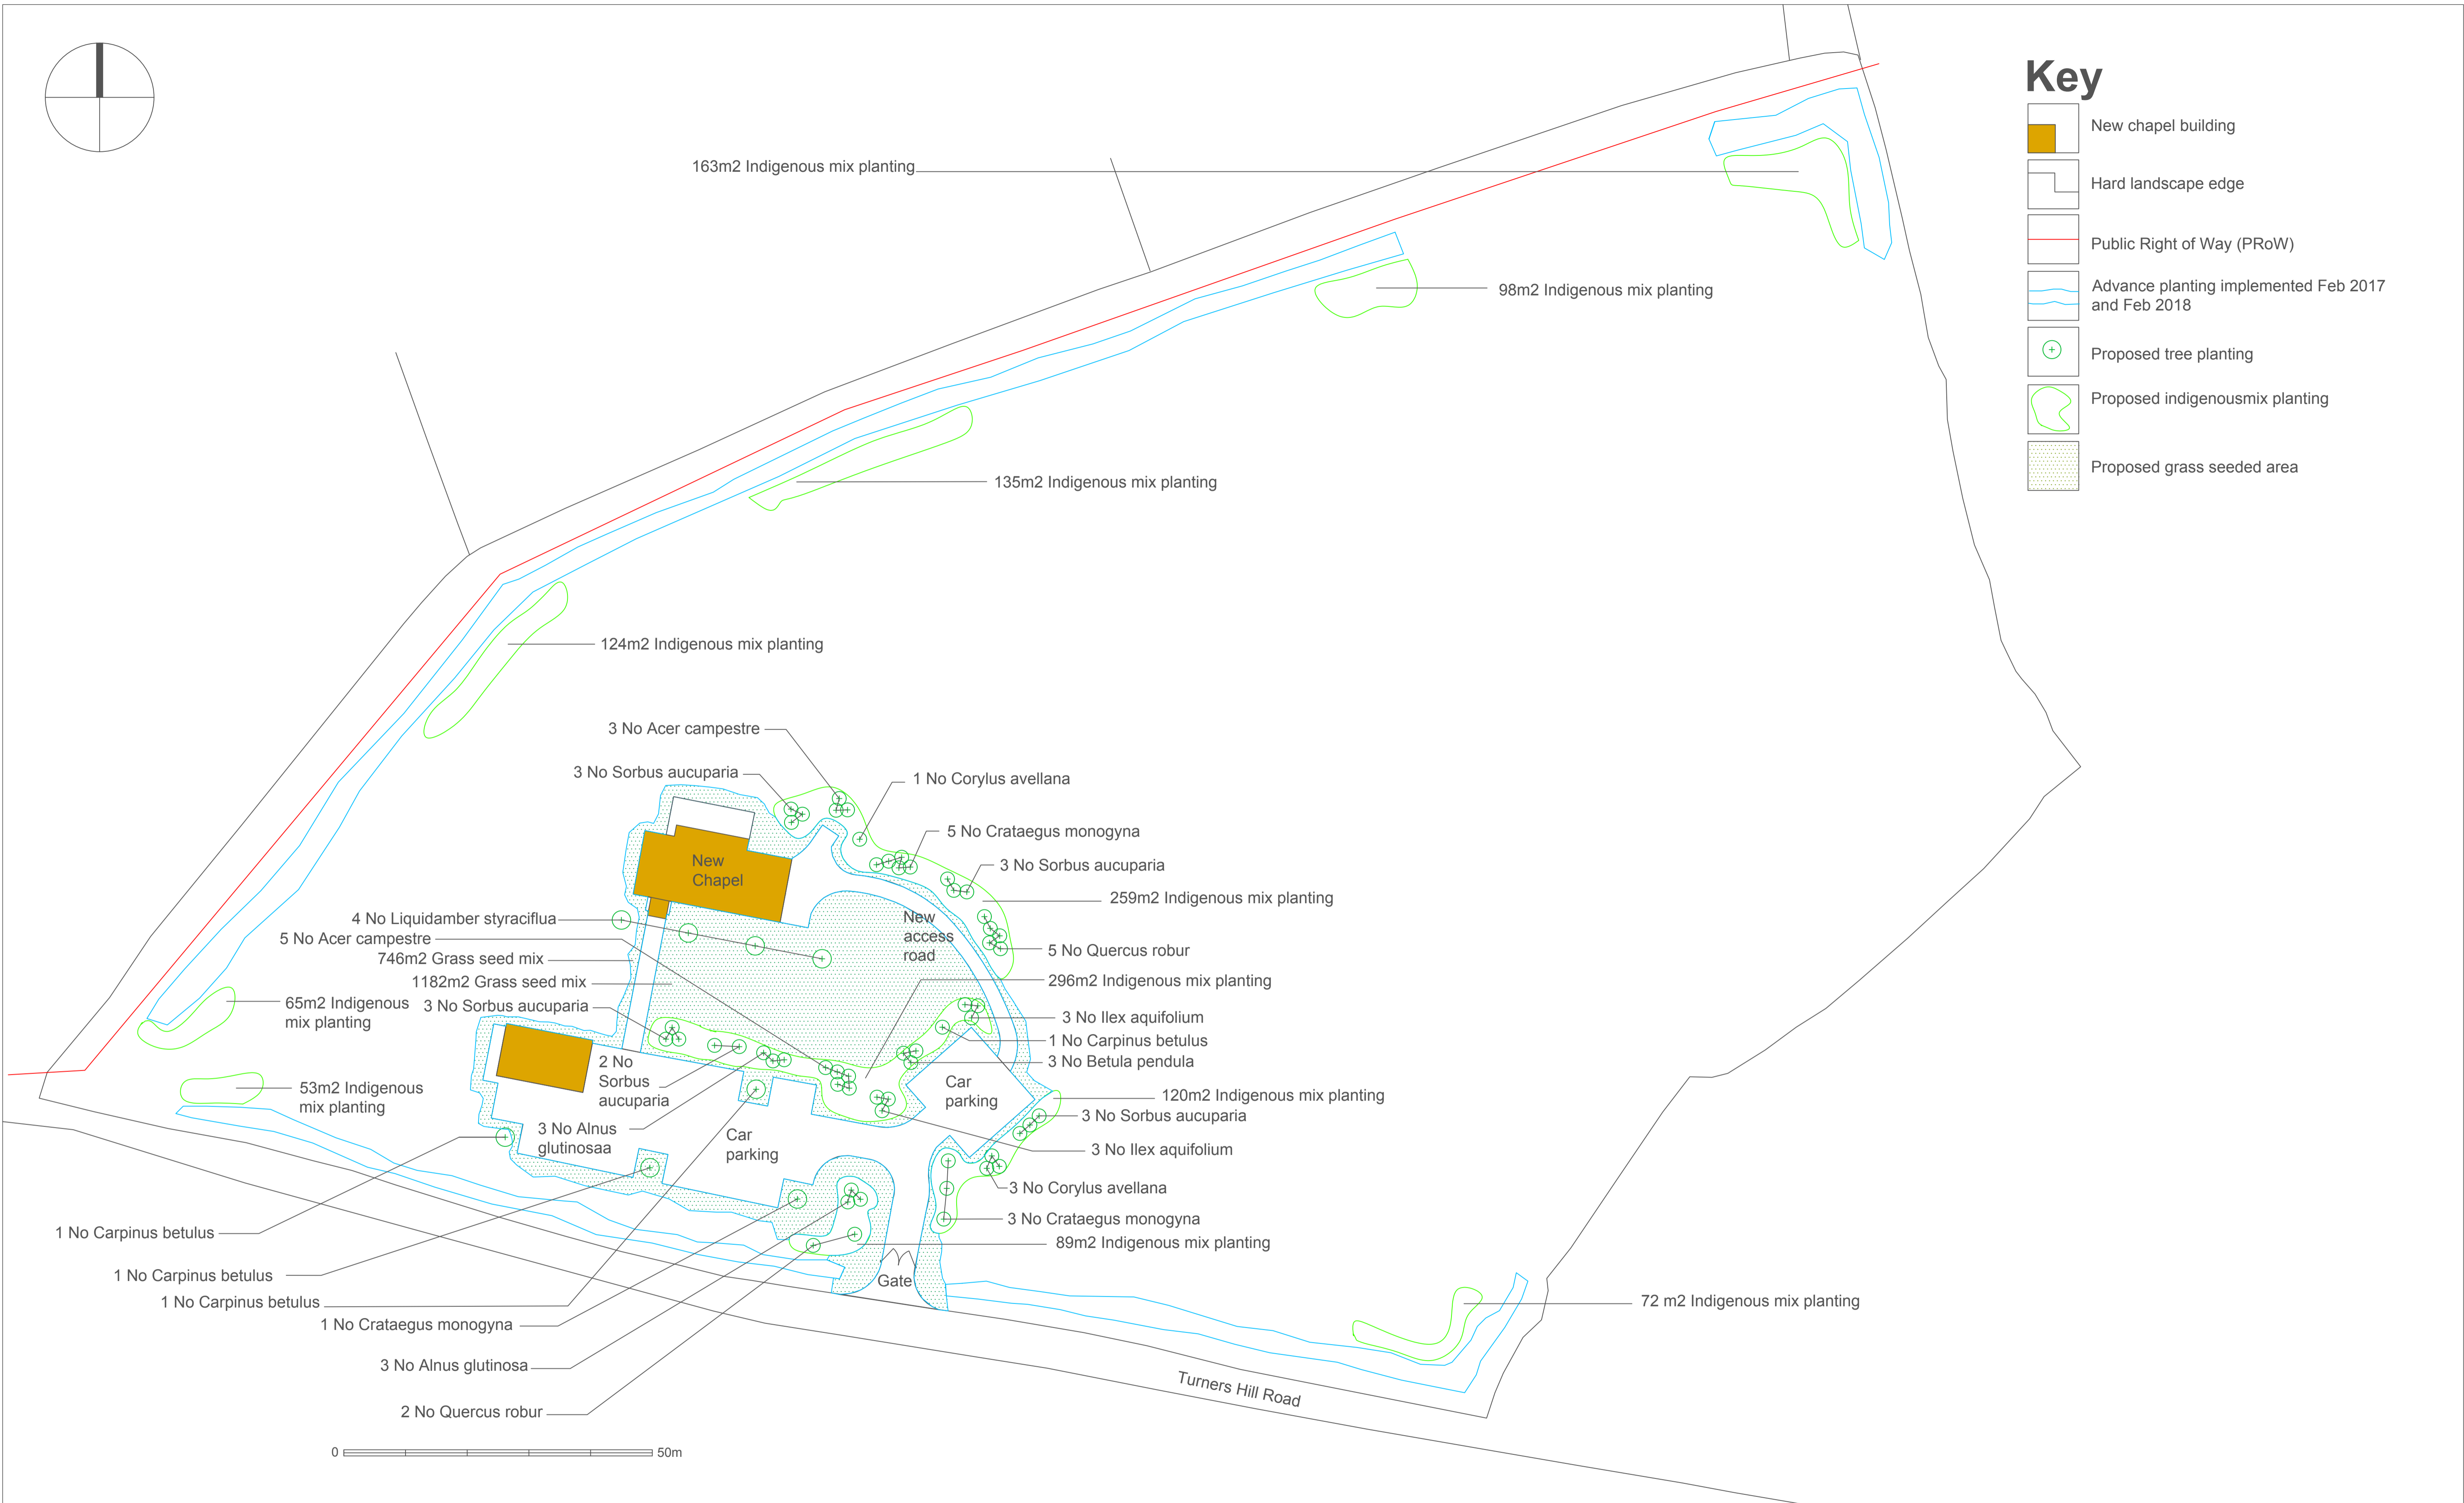 Key
New chapel building
Hard landscape edge
Public Right of Way (PRoW)
Advance planting implemented Feb 2017
and Feb 2018
Proposed tree planting
Proposed indigenousmix planting
Proposed grass seeded area
163m2 Indigenous mix planting
98m2 Indigenous mix planting
135m2 Indigenous mix planting
124m2 Indigenous mix planting
3 No Acer campestre
3 No Sorbus aucuparia
1 No Corylus avellana
5 No Crataegus monogyna
3 No Sorbus aucuparia
259m2 Indigenous mix planting
New
Chapel
New
access
road
4 No Liquidamber styraciflua
5 No Acer campestre
746m2 Grass seed mix
1182m2 Grass seed mix
3 No Sorbus aucuparia
5 No Quercus robur
296m2 Indigenous mix planting
65m2 Indigenous
mix planting
3 No Ilex aquifolium
1 No Carpinus betulus
3 No Betula pendula
2 No
Sorbus
aucuparia
Car
parking
53m2 Indigenous
mix planting
120m2 Indigenous mix planting
3 No Sorbus aucuparia
3 No Alnus
glutinosaa
Car
parking
3 No Ilex aquifolium
3 No Corylus avellana
3 No Crataegus monogyna
1 No Carpinus betulus
89m2 Indigenous mix planting
1 No Carpinus betulus
Gate
1 No Carpinus betulus
72 m2 Indigenous mix planting
1 No Crataegus monogyna
3 No Alnus glutinosa
Turners Hill Road
2 No Quercus robur
0
50m